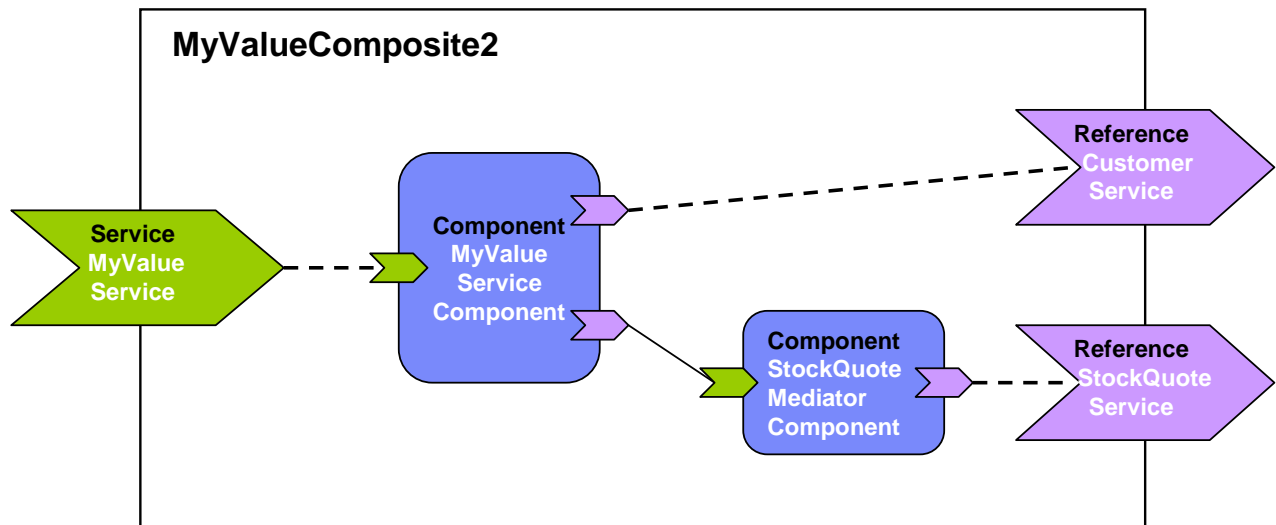 MyValueComposite2
Service
MyValue
Service
Component
MyValue
Service
Component
Component
StockQuote
Mediator
Component
Reference
Customer
Service
Reference
StockQuote
Service